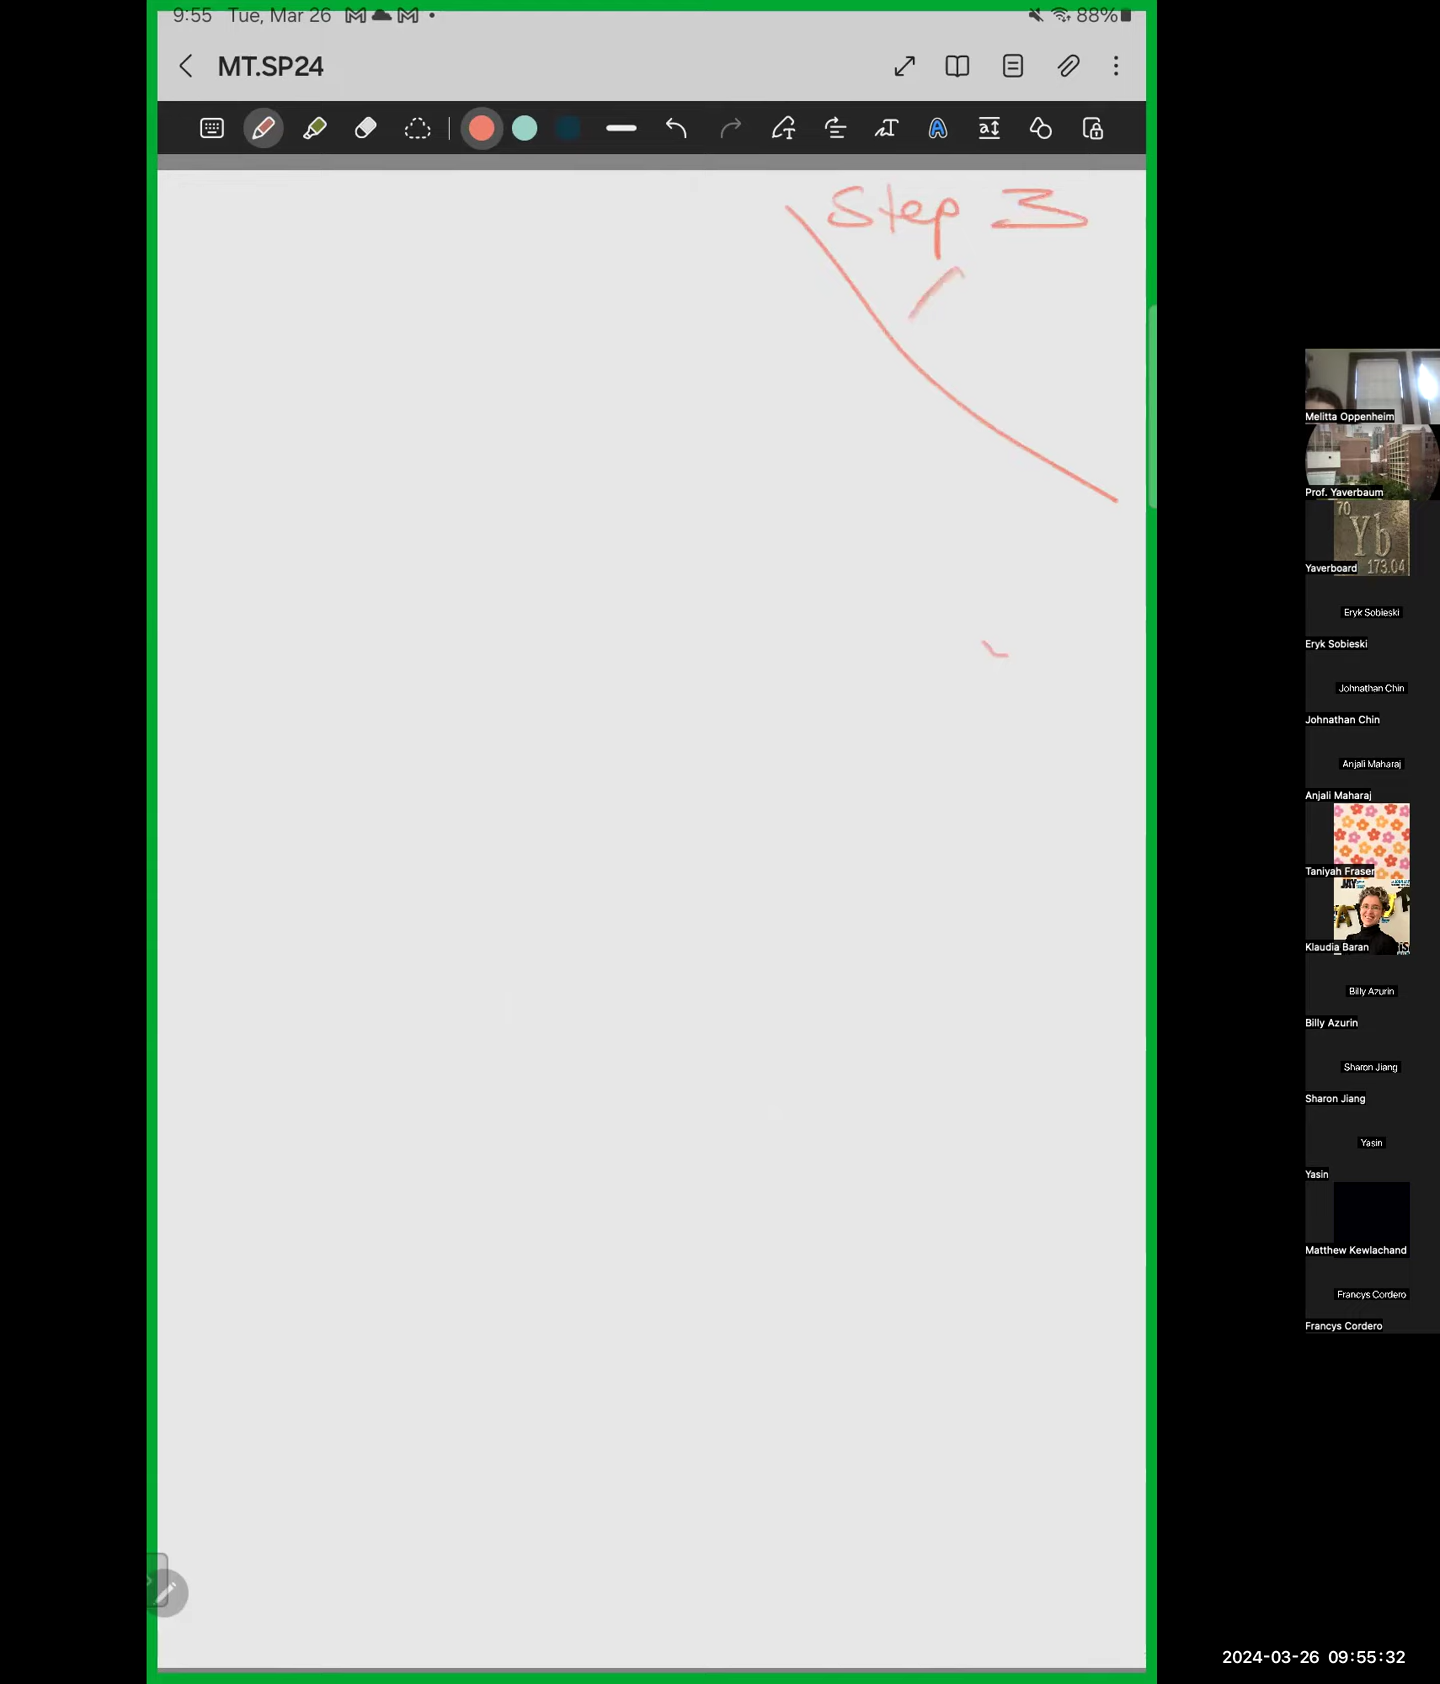 9:55 Tue, Mar 26 88%
MT.SP24
Step 3
Melitta Oppenheim
Prof. Yaverbaum
70
Yb
Yaverboard 173.04
Eryk Sobieski
Eryk Sobieski
Johnathan Chin
Johnathan Chin
Anjali Maharaj
Anjali Maharaj
Taniyah Fraser
JAY
Klaudia Baran
Billy Azurin
Billy Azurin
Sharon Jiang
Sharon Jiang
Yasin
Yasin
Matthew Kewlachand
Francys Cordero
Francys Cordero
2024-03-26 09:55:32